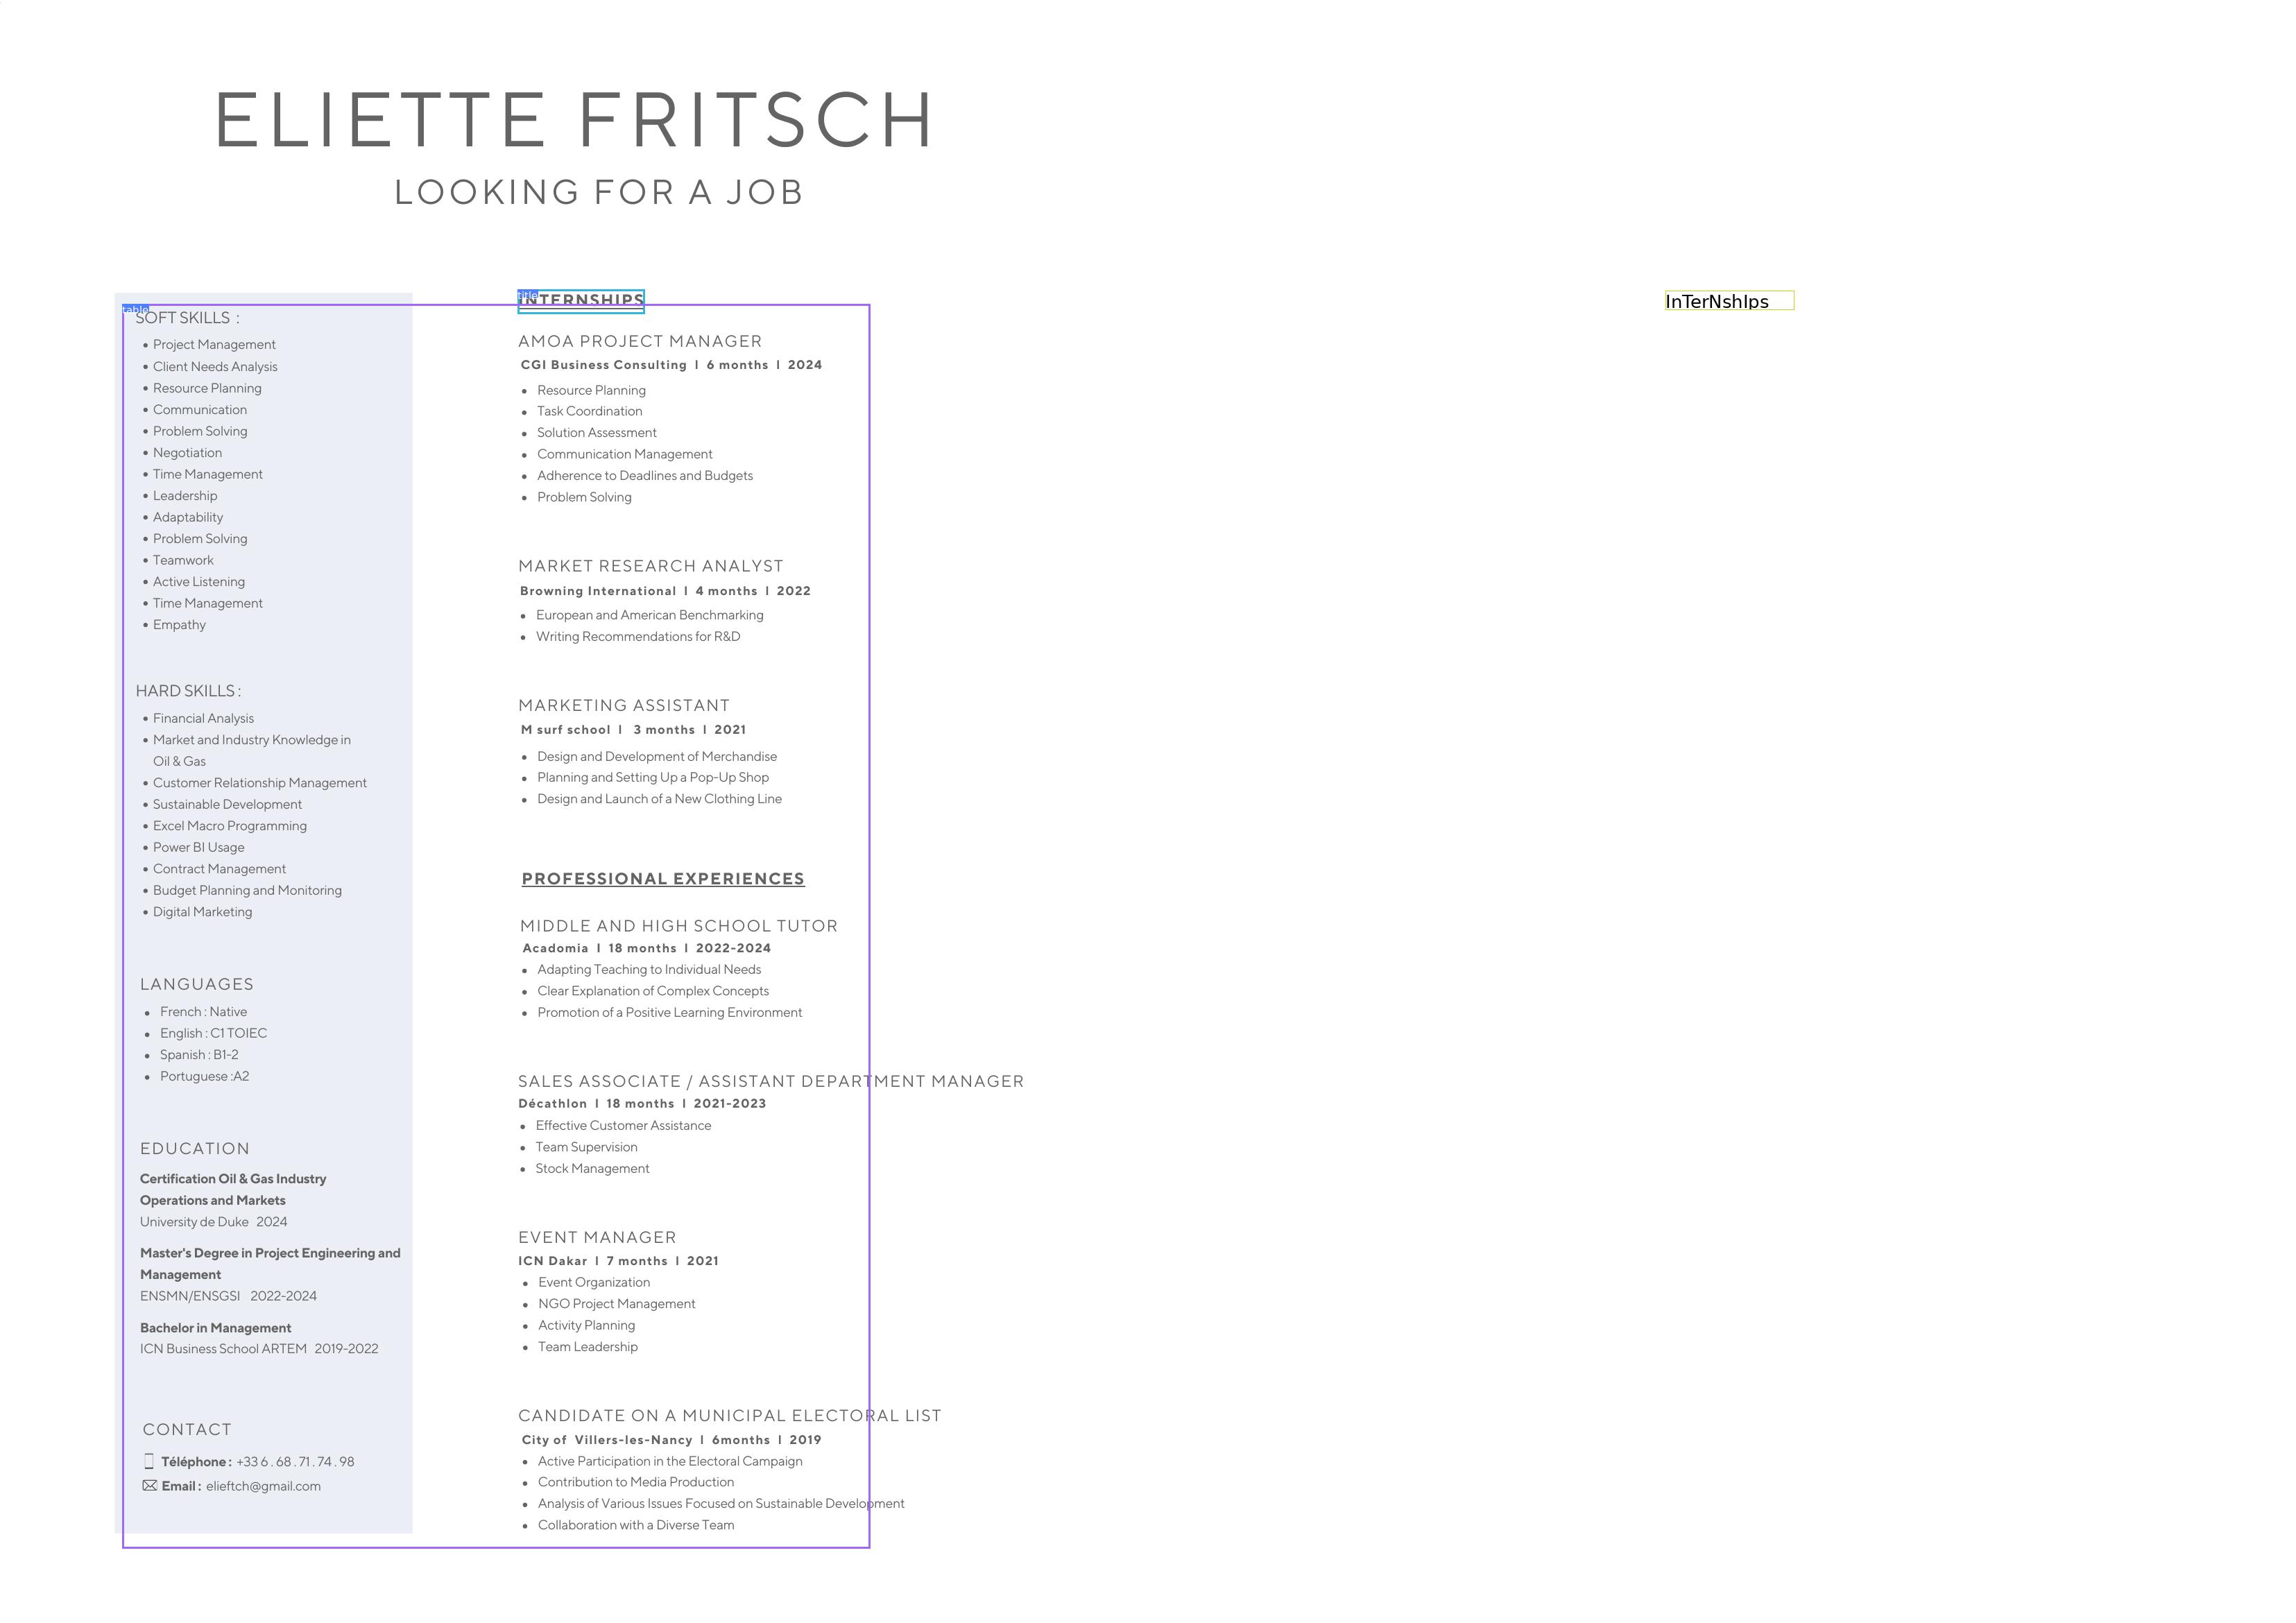 ELIETTE FRITSCH
LOOKING FOR A JOB
table
SOFT SKILLS :
• Project Management
• Client Needs Analysis
• Resource Planning
• Communication
• Problem Solving
• Negotiation
• Time Management
• Leadership
• Adaptability
• Problem Solving
• Teamwork
• Active Listening
• Time Management
• Empathy
HARD SKILLS :
• Financial Analysis
• Market and Industry Knowledge in
Oil & Gas
• Customer Relationship Management
• Sustainable Development
• Excel Macro Programming
• Power BI Usage
• Contract Management
• Budget Planning and Monitoring
• Digital Marketing
LANGUAGES
• French : Native
• English : C1 TOIEC
• Spanish : B1-2
• Portuguese :A2
EDUCATION
Certification Oil & Gas Industry
Operations and Markets
University de Duke 2024
Master's Degree in Project Engineering and
Management
ENSMN/ENSGSI 2022-2024
Bachelor in Management
ICN Business School ARTEM 2019-2022
CONTACT
Téléphone : +33 6 . 68 . 71 . 74 . 98
Email : elieftch@gmail.com
title
INTERNSHIPS
AMOA PROJECT MANAGER
CGI Business Consulting I 6 months I 2024
• Resource Planning
• Task Coordination
• Solution Assessment
• Communication Management
• Adherence to Deadlines and Budgets
• Problem Solving
MARKET RESEARCH ANALYST
Browning International I 4 months I 2022
• European and American Benchmarking
• Writing Recommendations for R&D
MARKETING ASSISTANT
M surf school I 3 months I 2021
• Design and Development of Merchandise
• Planning and Setting Up a Pop-Up Shop
• Design and Launch of a New Clothing Line
PROFESSIONAL EXPERIENCES
MIDDLE AND HIGH SCHOOL TUTOR
Acadomia I 18 months I 2022-2024
• Adapting Teaching to Individual Needs
• Clear Explanation of Complex Concepts
• Promotion of a Positive Learning Environment
SALES ASSOCIATE / ASSISTANT DEPARTMENT MANAGER
Décathlon I 18 months I 2021-2023
• Effective Customer Assistance
• Team Supervision
• Stock Management
EVENT MANAGER
ICN Dakar I 7 months I 2021
• Event Organization
• NGO Project Management
• Activity Planning
• Team Leadership
CANDIDATE ON A MUNICIPAL ELECTORAL LIST
City of Villers-les-Nancy I 6months I 2019
• Active Participation in the Electoral Campaign
• Contribution to Media Production
• Analysis of Various Issues Focused on Sustainable Development
• Collaboration with a Diverse Team
InTerNshIps